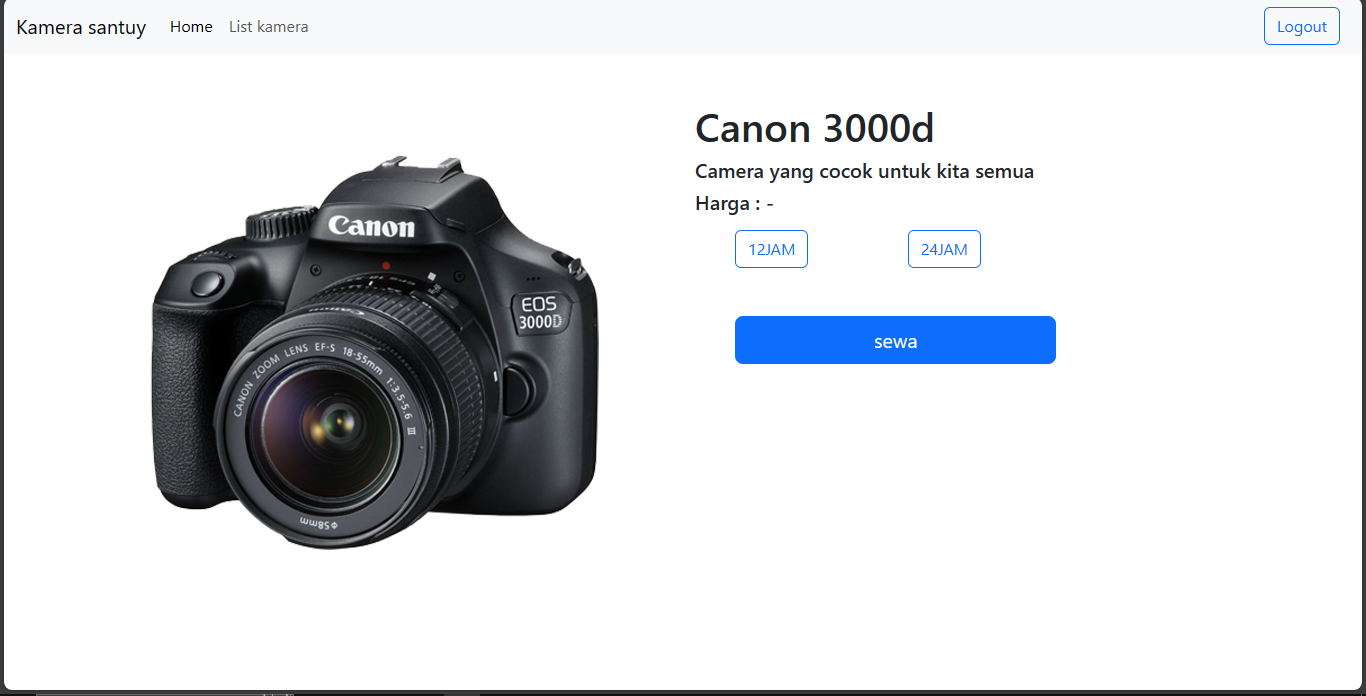 Kamera santuy Home List kamera Logout
Canon 3000d
Camera yang cocok untuk kita semua
Harga : -
12JAM 24JAM
sewa
Canon
EOS
3000D
CANON ZOOM LENS EF-S 18-55mm 1:3.5-5.6 III
Φ58mm